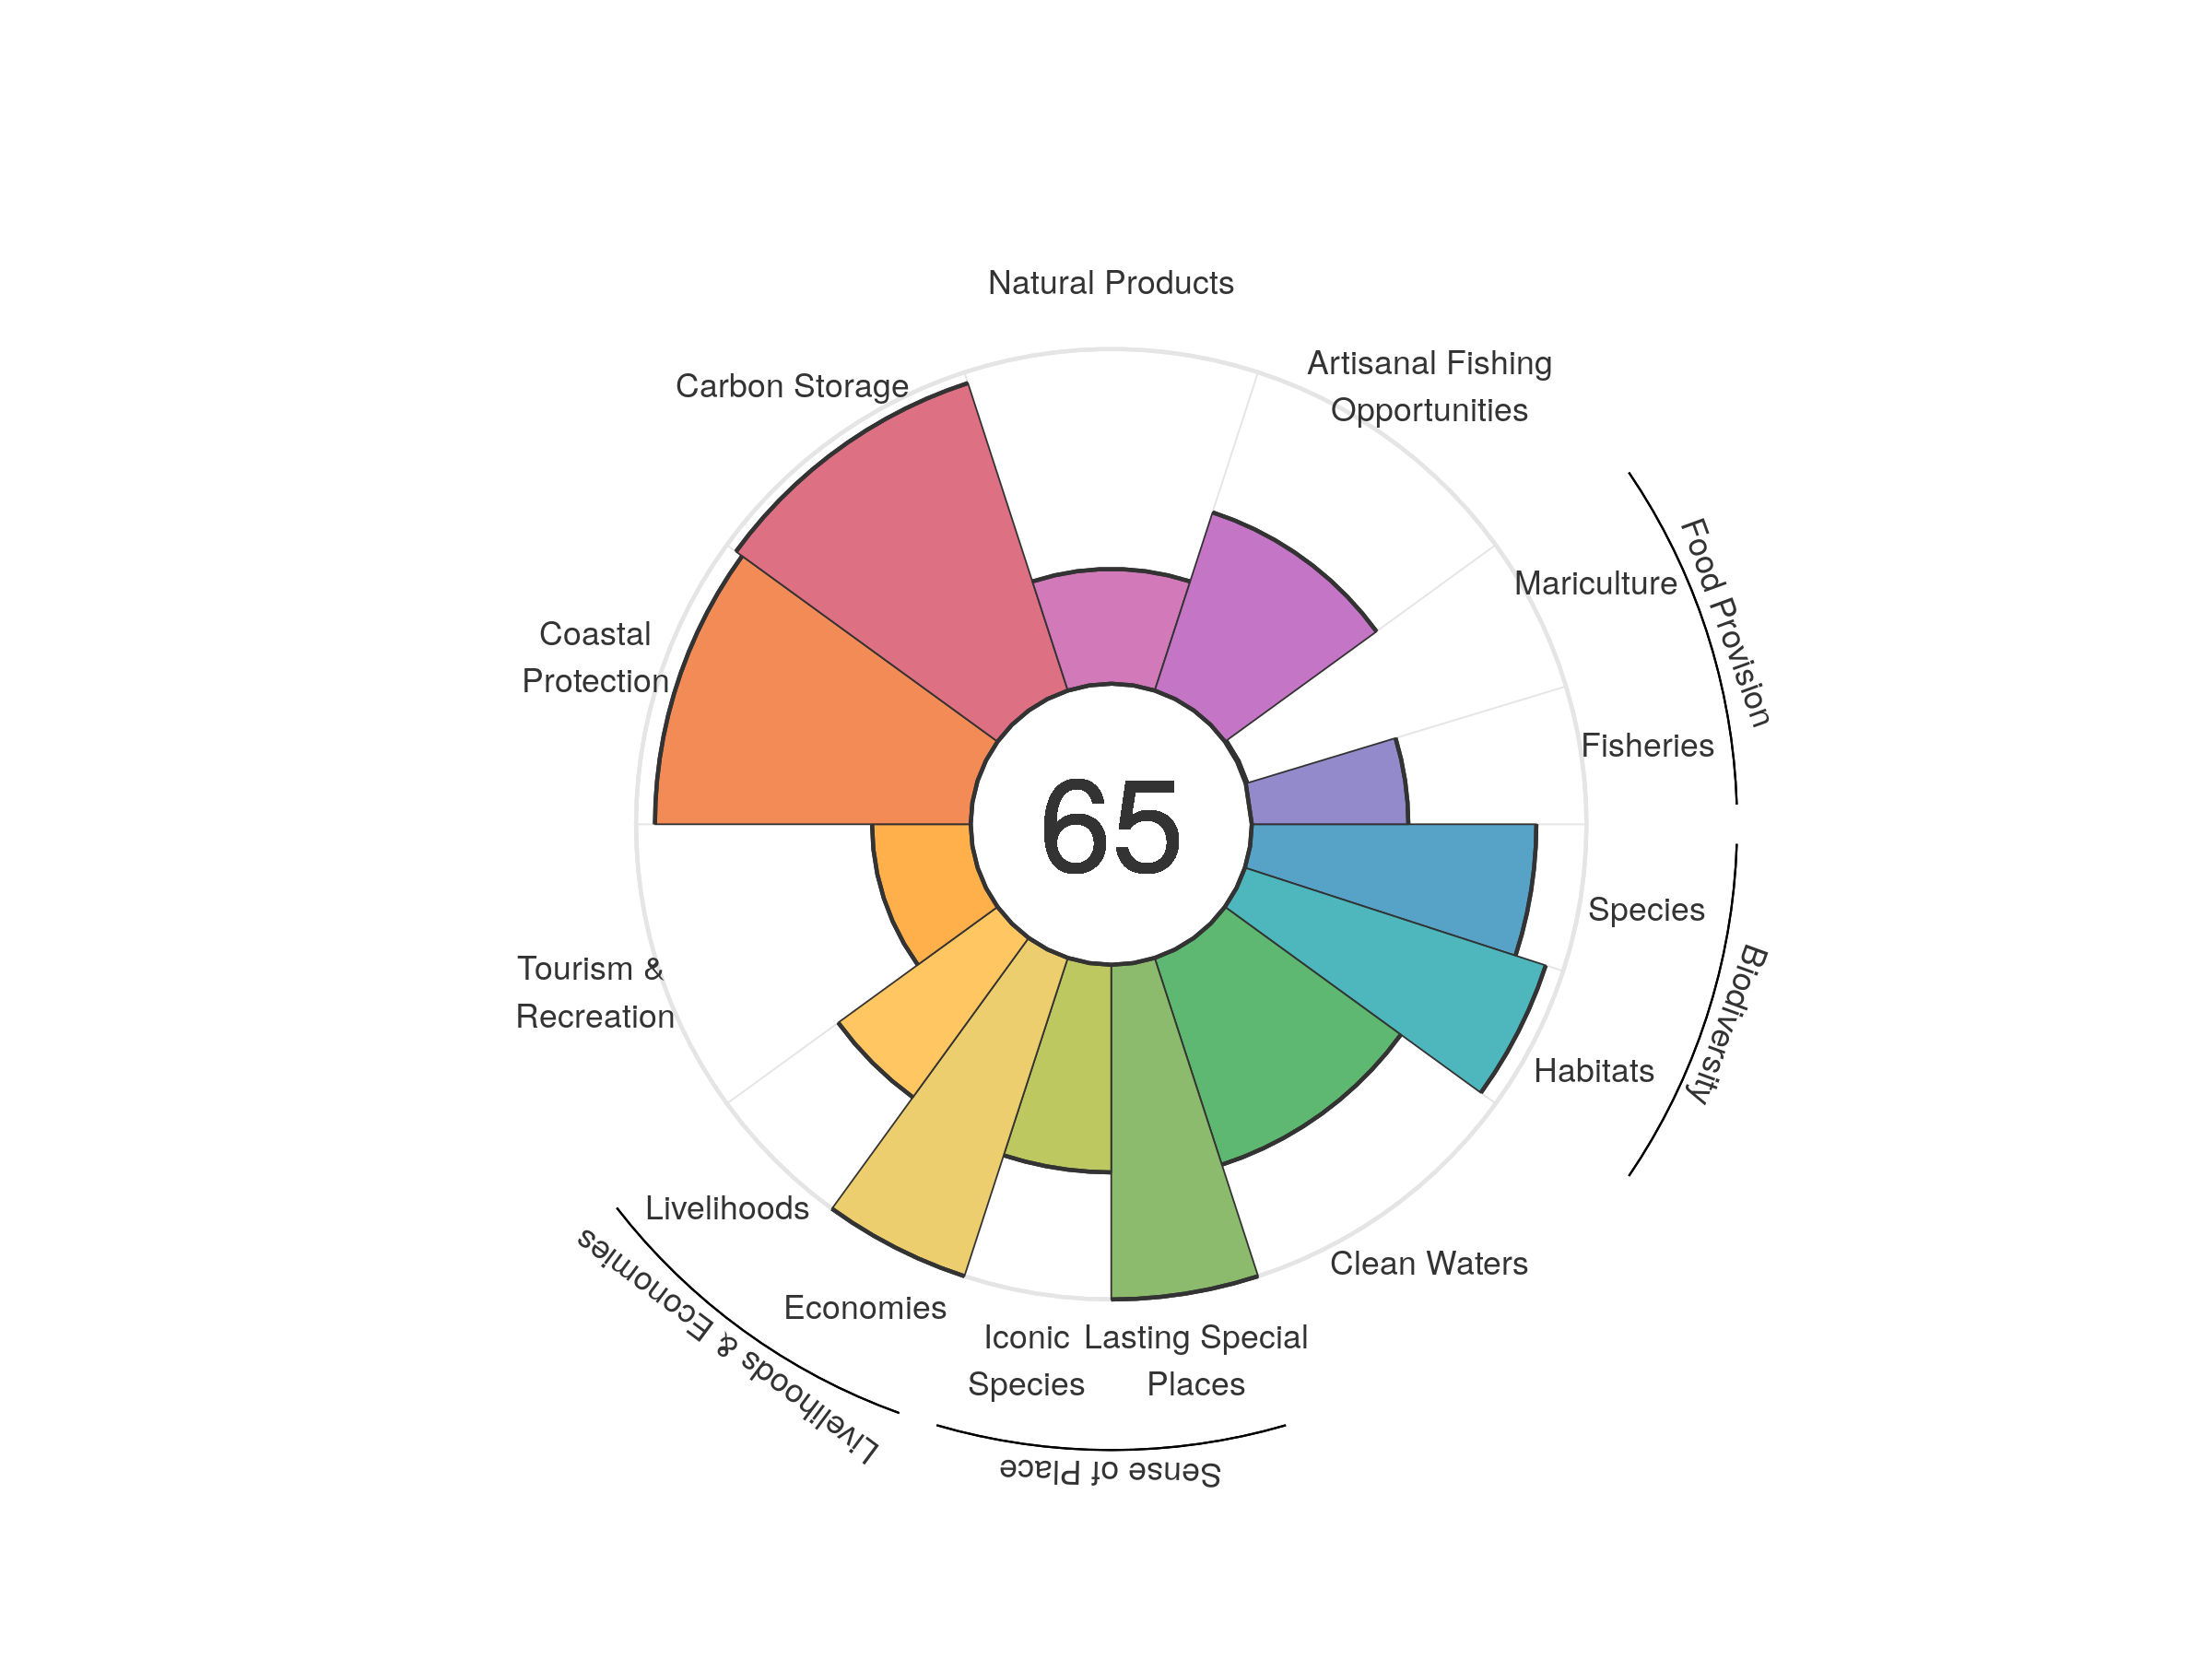 Natural Products
Artisanal Fishing
Opportunities
Carbon Storage
Mariculture
Food Provision
Coastal
Protection
Fisheries
65
Species
Biodiversity
Tourism &
Recreation
Habitats
Livelihoods
Livelihoods & Economies
Clean Waters
Economies
Iconic
Species
Lasting Special
Places
Sense of Place